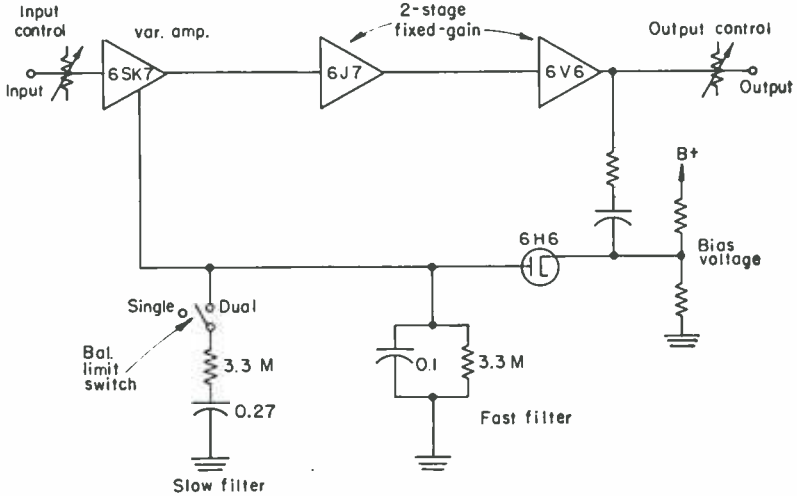 Input
control
var. amp.
2-stage
fixed-gain
Output control
6SK7
6J7
6V6
Input
Output
B+
6H6
Bias
voltage
Single
Dual
Bal.
limit
switch
3.3 M
0.27
0.1
3.3 M
Fast filter
Slow filter